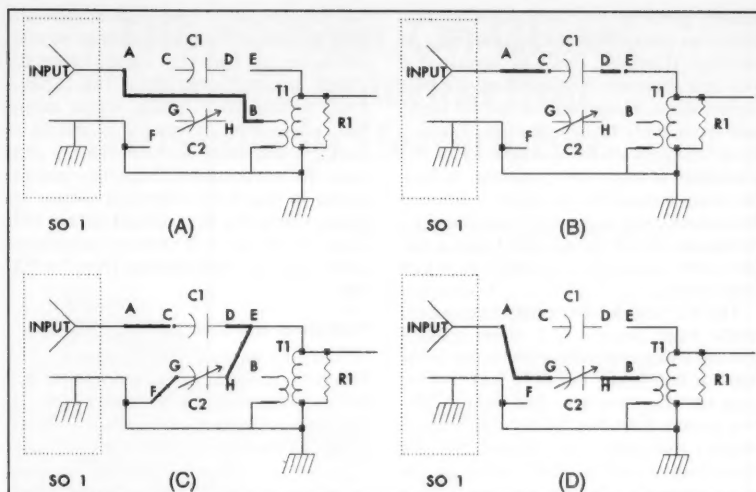 A C1 C D E
INPUT
T1
G B
F H R1
C2
SO 1 (A)
A C1 C D E
INPUT
T1
G B
F H R1
C2
SO 1 (B)
A C1 C D E
INPUT
T1
G B
F H R1
C2
SO 1 (C)
A C1 C D E
INPUT
T1
G B
F H R1
C2
SO 1 (D)